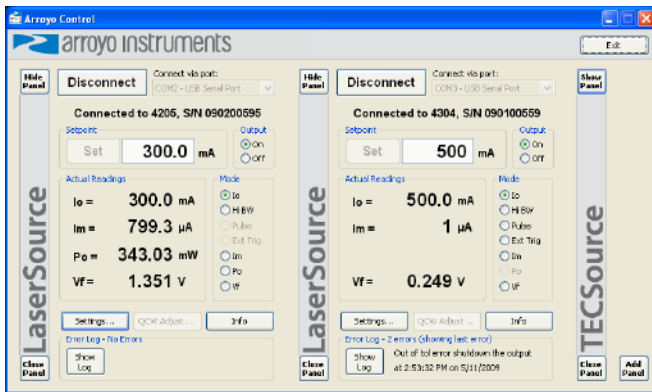 Arroyo Control
arroyo instruments
Exit
Hide Panel
Disconnect
Connect via port:
COM2 - USB Serial Port
Connected to 4205, S/N 090200595
Setpoint
Set
300.0 mA
Output
On
Off
Actual Readings
Io = 300.0 mA
Im = 799.3 µA
Po = 343.03 mW
Vf = 1.351 V
Mode
Io
Hi BW
Pulse
Ext Trig
Im
Po
Vf
LaserSource
Settings...
QCW Adjust ...
Info
Error Log - No Errors
Show Log
Close Panel
Hide Panel
Disconnect
Connect via port:
COM3 - USB Serial Port
Connected to 4304, S/N 090100559
Setpoint
Set
500 mA
Output
On
Off
Actual Readings
Io = 500.0 mA
Im = 1 µA
Vf = 0.249 V
Mode
Io
Hi BW
Pulse
Ext Trig
Im
Po
Vf
LaserSource
Settings...
QCW Adjust ...
Info
Error Log - 2 errors (showing last error)
Show Log
Out of tol error shutdown the output
at 2:53:32 PM on 5/11/2009
Close Panel
Show Panel
TECSource
Close Panel
Add Panel